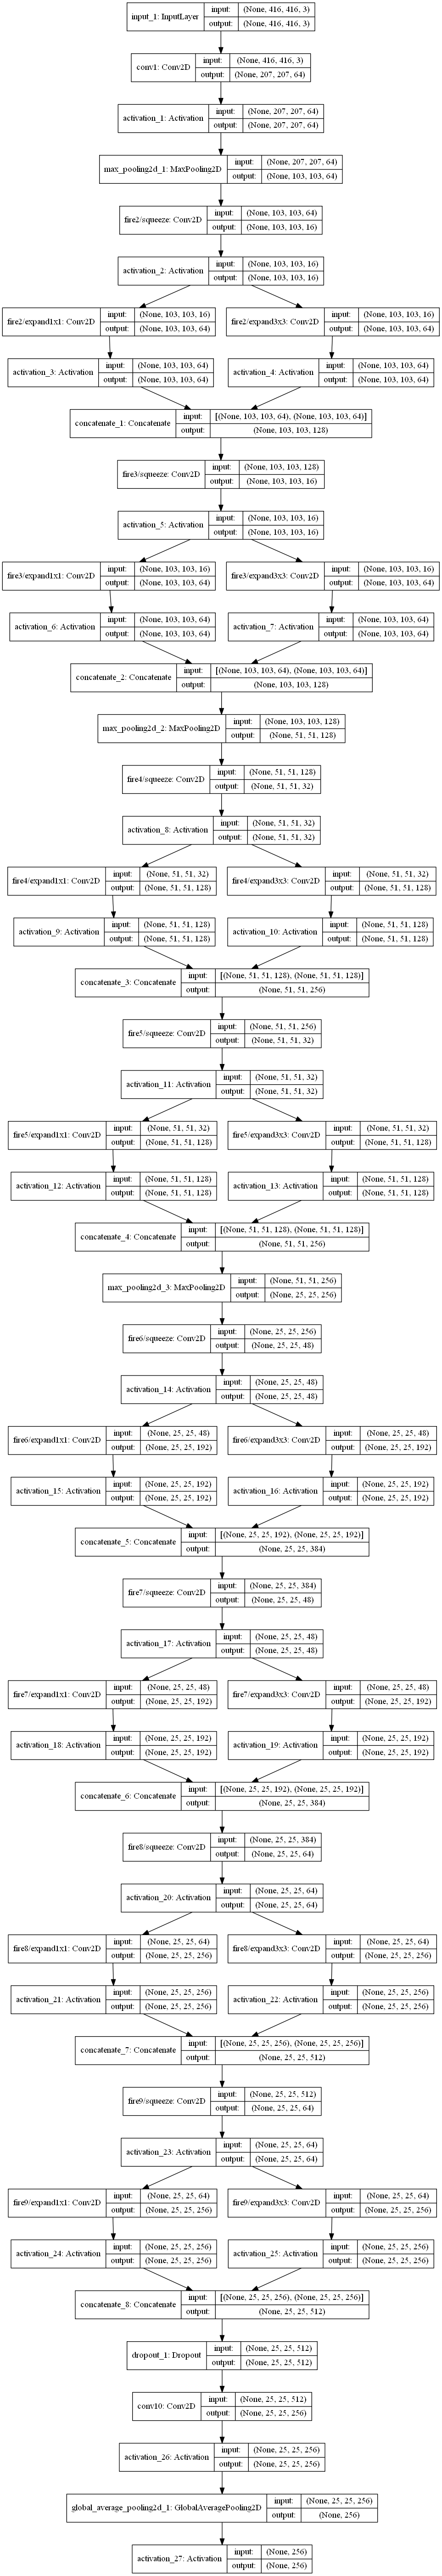 input_1: InputLayer input: (None, 416, 416, 3)
output: (None, 416, 416, 3)
conv1: Conv2D input: (None, 416, 416, 3)
output: (None, 207, 207, 64)
activation_1: Activation input: (None, 207, 207, 64)
output: (None, 207, 207, 64)
max_pooling2d_1: MaxPooling2D input: (None, 207, 207, 64)
output: (None, 103, 103, 64)
fire2/squeeze: Conv2D input: (None, 103, 103, 64)
output: (None, 103, 103, 16)
activation_2: Activation input: (None, 103, 103, 16)
output: (None, 103, 103, 16)
fire2/expand1x1: Conv2D input: (None, 103, 103, 16)
output: (None, 103, 103, 64)
fire2/expand3x3: Conv2D input: (None, 103, 103, 16)
output: (None, 103, 103, 64)
activation_3: Activation input: (None, 103, 103, 64)
output: (None, 103, 103, 64)
activation_4: Activation input: (None, 103, 103, 64)
output: (None, 103, 103, 64)
concatenate_1: Concatenate input: [(None, 103, 103, 64), (None, 103, 103, 64)]
output: (None, 103, 103, 128)
fire3/squeeze: Conv2D input: (None, 103, 103, 128)
output: (None, 103, 103, 16)
activation_5: Activation input: (None, 103, 103, 16)
output: (None, 103, 103, 16)
fire3/expand1x1: Conv2D input: (None, 103, 103, 16)
output: (None, 103, 103, 64)
fire3/expand3x3: Conv2D input: (None, 103, 103, 16)
output: (None, 103, 103, 64)
activation_6: Activation input: (None, 103, 103, 64)
output: (None, 103, 103, 64)
activation_7: Activation input: (None, 103, 103, 64)
output: (None, 103, 103, 64)
concatenate_2: Concatenate input: [(None, 103, 103, 64), (None, 103, 103, 64)]
output: (None, 103, 103, 128)
max_pooling2d_2: MaxPooling2D input: (None, 103, 103, 128)
output: (None, 51, 51, 128)
fire4/squeeze: Conv2D input: (None, 51, 51, 128)
output: (None, 51, 51, 32)
activation_8: Activation input: (None, 51, 51, 32)
output: (None, 51, 51, 32)
fire4/expand1x1: Conv2D input: (None, 51, 51, 32)
output: (None, 51, 51, 128)
fire4/expand3x3: Conv2D input: (None, 51, 51, 32)
output: (None, 51, 51, 128)
activation_9: Activation input: (None, 51, 51, 128)
output: (None, 51, 51, 128)
activation_10: Activation input: (None, 51, 51, 128)
output: (None, 51, 51, 128)
concatenate_3: Concatenate input: [(None, 51, 51, 128), (None, 51, 51, 128)]
output: (None, 51, 51, 256)
fire5/squeeze: Conv2D input: (None, 51, 51, 256)
output: (None, 51, 51, 32)
activation_11: Activation input: (None, 51, 51, 32)
output: (None, 51, 51, 32)
fire5/expand1x1: Conv2D input: (None, 51, 51, 32)
output: (None, 51, 51, 128)
fire5/expand3x3: Conv2D input: (None, 51, 51, 32)
output: (None, 51, 51, 128)
activation_12: Activation input: (None, 51, 51, 128)
output: (None, 51, 51, 128)
activation_13: Activation input: (None, 51, 51, 128)
output: (None, 51, 51, 128)
concatenate_4: Concatenate input: [(None, 51, 51, 128), (None, 51, 51, 128)]
output: (None, 51, 51, 256)
max_pooling2d_3: MaxPooling2D input: (None, 51, 51, 256)
output: (None, 25, 25, 256)
fire6/squeeze: Conv2D input: (None, 25, 25, 256)
output: (None, 25, 25, 48)
activation_14: Activation input: (None, 25, 25, 48)
output: (None, 25, 25, 48)
fire6/expand1x1: Conv2D input: (None, 25, 25, 48)
output: (None, 25, 25, 192)
fire6/expand3x3: Conv2D input: (None, 25, 25, 48)
output: (None, 25, 25, 192)
activation_15: Activation input: (None, 25, 25, 192)
output: (None, 25, 25, 192)
activation_16: Activation input: (None, 25, 25, 192)
output: (None, 25, 25, 192)
concatenate_5: Concatenate input: [(None, 25, 25, 192), (None, 25, 25, 192)]
output: (None, 25, 25, 384)
fire7/squeeze: Conv2D input: (None, 25, 25, 384)
output: (None, 25, 25, 48)
activation_17: Activation input: (None, 25, 25, 48)
output: (None, 25, 25, 48)
fire7/expand1x1: Conv2D input: (None, 25, 25, 48)
output: (None, 25, 25, 192)
fire7/expand3x3: Conv2D input: (None, 25, 25, 48)
output: (None, 25, 25, 192)
activation_18: Activation input: (None, 25, 25, 192)
output: (None, 25, 25, 192)
activation_19: Activation input: (None, 25, 25, 192)
output: (None, 25, 25, 192)
concatenate_6: Concatenate input: [(None, 25, 25, 192), (None, 25, 25, 192)]
output: (None, 25, 25, 384)
fire8/squeeze: Conv2D input: (None, 25, 25, 384)
output: (None, 25, 25, 64)
activation_20: Activation input: (None, 25, 25, 64)
output: (None, 25, 25, 64)
fire8/expand1x1: Conv2D input: (None, 25, 25, 64)
output: (None, 25, 25, 256)
fire8/expand3x3: Conv2D input: (None, 25, 25, 64)
output: (None, 25, 25, 256)
activation_21: Activation input: (None, 25, 25, 256)
output: (None, 25, 25, 256)
activation_22: Activation input: (None, 25, 25, 256)
output: (None, 25, 25, 256)
concatenate_7: Concatenate input: [(None, 25, 25, 256), (None, 25, 25, 256)]
output: (None, 25, 25, 512)
fire9/squeeze: Conv2D input: (None, 25, 25, 512)
output: (None, 25, 25, 64)
activation_23: Activation input: (None, 25, 25, 64)
output: (None, 25, 25, 64)
fire9/expand1x1: Conv2D input: (None, 25, 25, 64)
output: (None, 25, 25, 256)
fire9/expand3x3: Conv2D input: (None, 25, 25, 64)
output: (None, 25, 25, 256)
activation_24: Activation input: (None, 25, 25, 256)
output: (None, 25, 25, 256)
activation_25: Activation input: (None, 25, 25, 256)
output: (None, 25, 25, 256)
concatenate_8: Concatenate input: [(None, 25, 25, 256), (None, 25, 25, 256)]
output: (None, 25, 25, 512)
dropout_1: Dropout input: (None, 25, 25, 512)
output: (None, 25, 25, 512)
conv10: Conv2D input: (None, 25, 25, 512)
output: (None, 25, 25, 256)
activation_26: Activation input: (None, 25, 25, 256)
output: (None, 25, 25, 256)
global_average_pooling2d_1: GlobalAveragePooling2D input: (None, 25, 25, 256)
output: (None, 256)
activation_27: Activation input: (None, 256)
output: (None, 256)